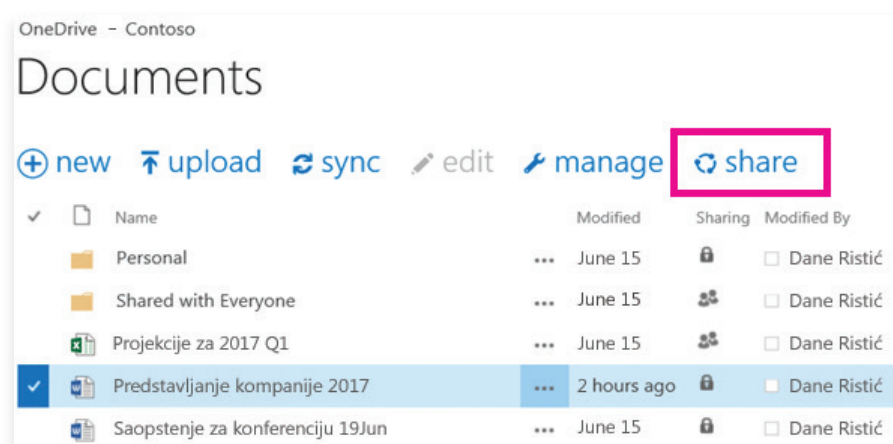 OneDrive - Contoso
Documents
new upload sync edit manage share
Name Modified Sharing Modified By
Personal ... June 15 Dane Ristić
Shared with Everyone ... June 15 Dane Ristić
Projekcije za 2017 Q1 ... June 15 Dane Ristić
Predstavljanje kompanije 2017 ... 2 hours ago Dane Ristić
Saopstenje za konferenciju 19Jun ... June 15 Dane Ristić